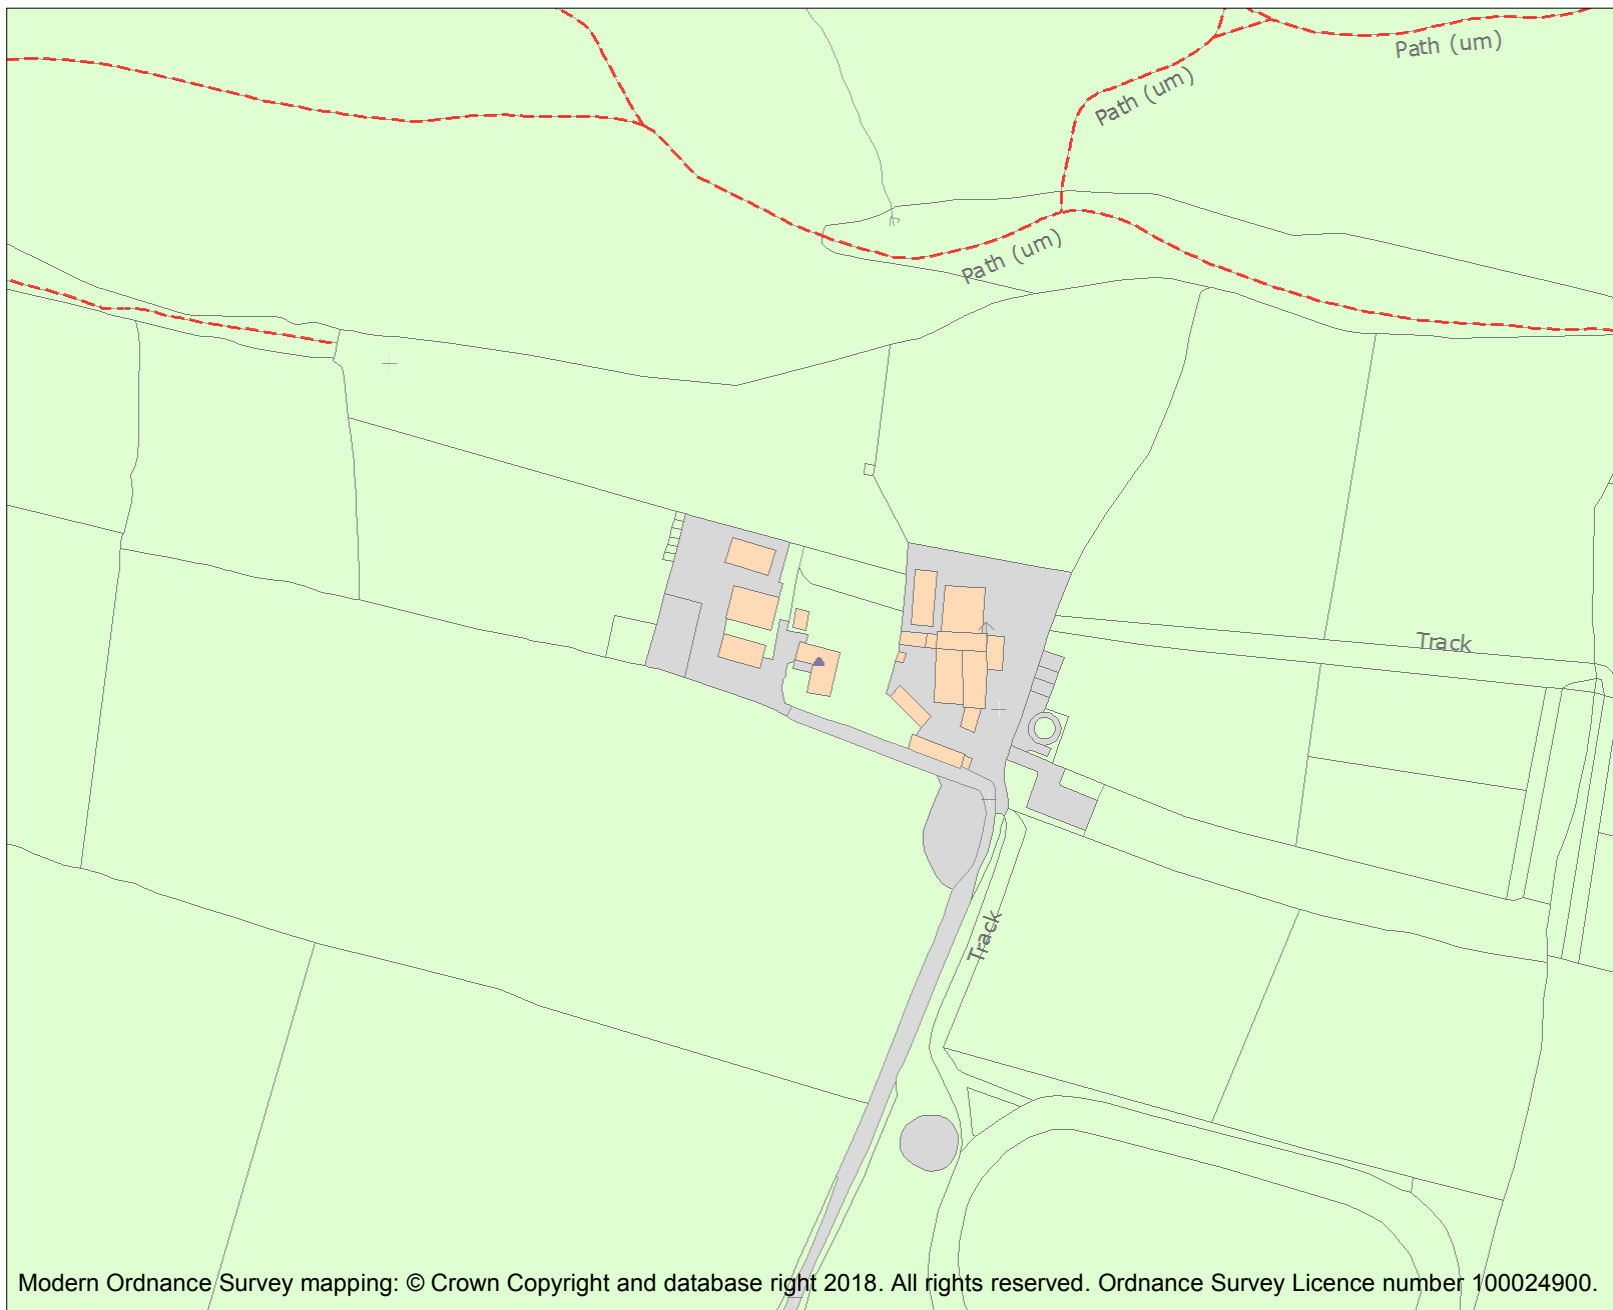 Path (um)
Path (um)
Path (um)
Track
Track
Modern Ordnance Survey mapping: © Crown Copyright and database right 2018. All rights reserved. Ordnance Survey Licence number 100024900.